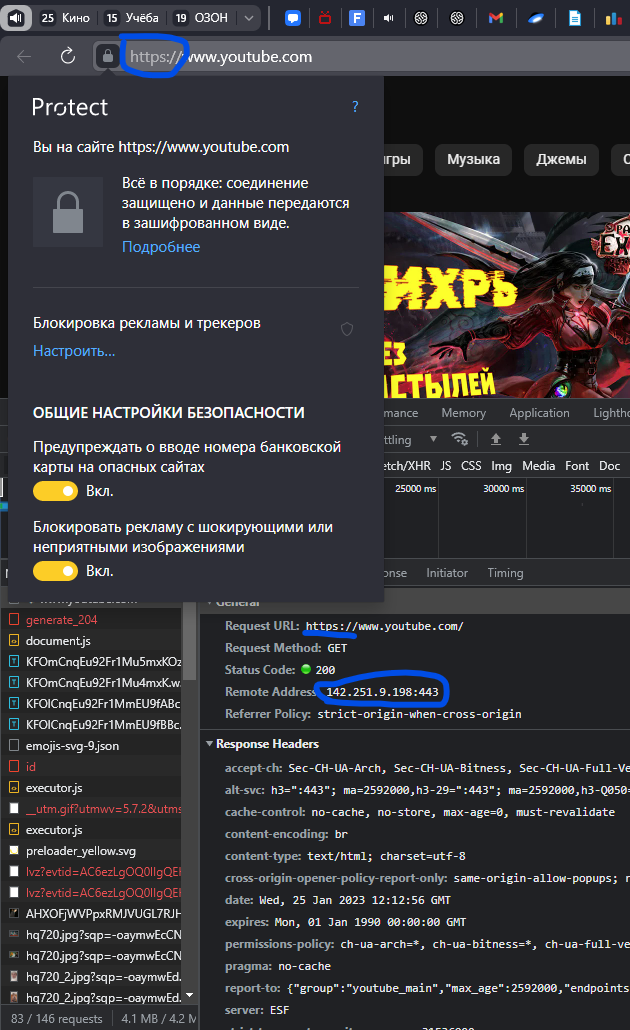 25 Кино 15 Учёба 19 ОЗОН
https://www.youtube.com
Protect ?
Вы на сайте https://www.youtube.com
Всё в порядке: соединение
защищено и данные передаются
в зашифрованном виде.
Подробнее
Блокировка рекламы и трекеров
Настроить...
ОБЩИЕ НАСТРОЙКИ БЕЗОПАСНОСТИ
Предупреждать о вводе номера банковской
карты на опасных сайтах
Вкл.
Блокировать рекламу с шокирующими или
неприятными изображениями
Вкл.
гры Музыка Джемы
ИХРЬ
ЕЗ
СТЫЛЕЙ
mance Memory Application Lighth
ttling
etch/XHR JS CSS Img Media Font Doc
25000 ms 30000 ms 35000 ms
onse Initiator Timing
generate_204
document.js
KFOmCnqEu92Fr1Mu5mxKOz
KFOmCnqEu92Fr1Mu4mxK.w
KFOlCnqEu92Fr1MmEU9fABc
KFOlCnqEu92Fr1MmEU9fBBc.
emojis-svg-9.json
id
executor.js
__utm.gif?utmwv=5.7.2&utms
executor.js
preloader_yellow.svg
lvz?evtid=AC6ezLgOQ0lIgQEH
lvz?evtid=AC6ezLgOQ0lIgQEH
AHXOFjWVPpxRMJVUGL7RJH
hq720.jpg?sqp=-oaymwEcCN
hq720.jpg?sqp=-oaymwEcCN
hq720_2.jpg?sqp=-oaymwEd.
hq720_2.jpg?sqp=-oaymwEd.
83 / 146 requests 4.1 MB / 4.2 M
General
Request URL: https://www.youtube.com/
Request Method: GET
Status Code: 200
Remote Address: 142.251.9.198:443
Referrer Policy: strict-origin-when-cross-origin
Response Headers
accept-ch: Sec-CH-UA-Arch, Sec-CH-UA-Bitness, Sec-CH-UA-Full-Ve
alt-svc: h3=":443"; ma=2592000,h3-29=":443"; ma=2592000,h3-Q050=
cache-control: no-cache, no-store, max-age=0, must-revalidate
content-encoding: br
content-type: text/html; charset=utf-8
cross-origin-opener-policy-report-only: same-origin-allow-popups; r
date: Wed, 25 Jan 2023 12:12:56 GMT
expires: Mon, 01 Jan 1990 00:00:00 GMT
permissions-policy: ch-ua-arch=*, ch-ua-bitness=*, ch-ua-full-ve
pragma: no-cache
report-to: {"group":"youtube_main","max_age":2592000,"endpoints
server: ESF